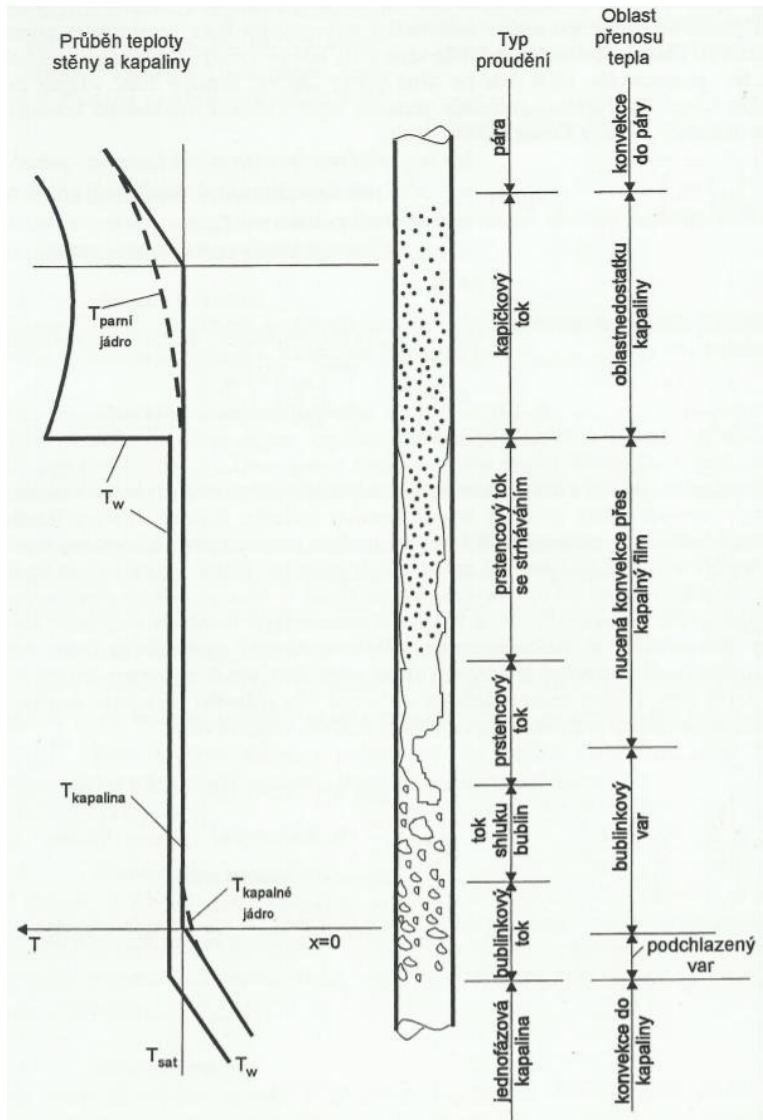 Průběh teploty
stěny a kapaliny
Typ
proudění
Oblast
přenosu
tepla
pára
konvekce
do páry
T parní
jádro
kapičkový
tok
oblastnedostatku
kapaliny
T w
prstencový tok
se strháváním
nucená konvekce přes
kapalný film
prstencový
tok
T kapalina
tok
shluku
bublin
bublinkový
var
T kapalné
jádro
T
x=0
bublinkový
tok
podchlazený
var
T sat
T w
jednofázová
kapalina
konvekce do
kapaliny